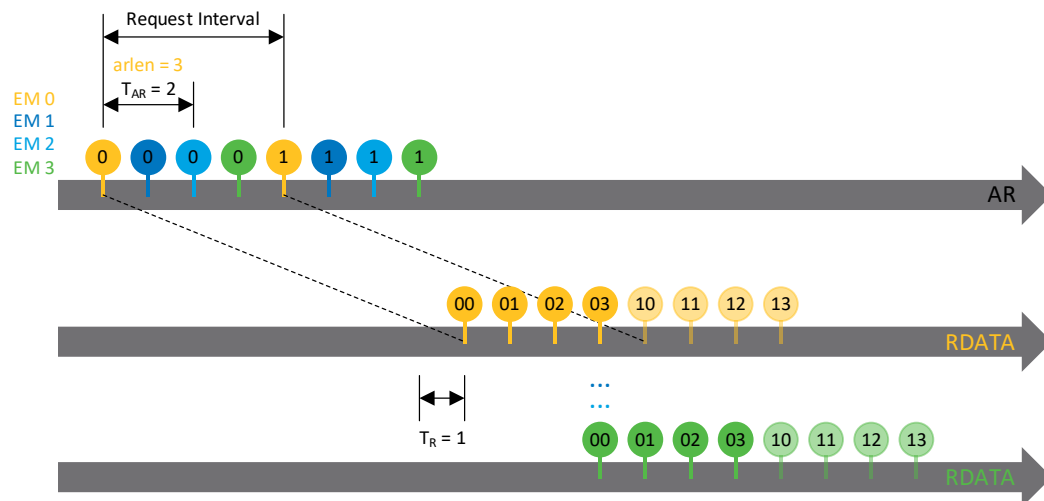 Request Interval
arlen = 3
TAR = 2
EM 0
EM 1
EM 2
EM 3
0 0 0 0 1 1 1 1
AR
00 01 02 03 10 11 12 13
RDATA
...
...
TR = 1
00 01 02 03 10 11 12 13
RDATA